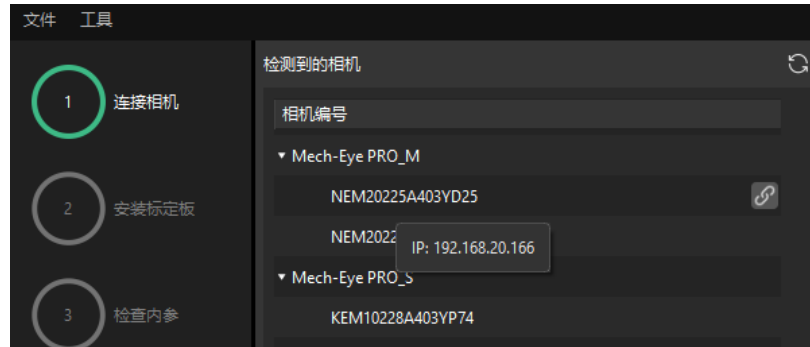 文件 工具
检测到的相机
1 连接相机
相机编号
Mech-Eye PRO_M
NEM20225A403YD25
2 安装标定板
NEM2022
IP: 192.168.20.166
Mech-Eye PRO_S
3 检查内参
KEM10228A403YP74